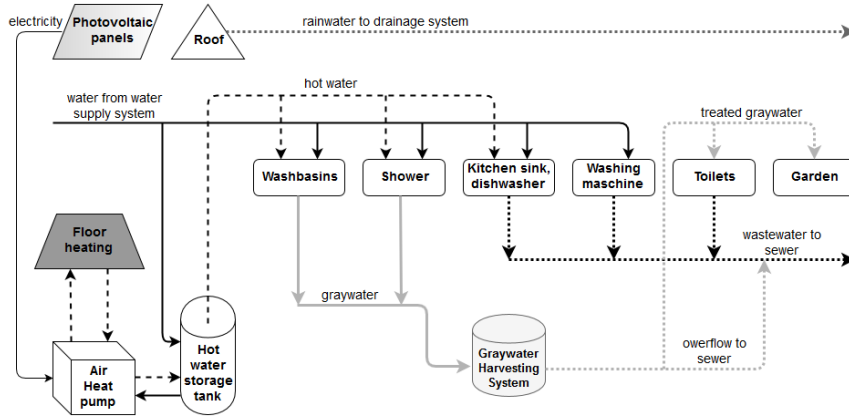 electricity
Photovoltaic
panels
Roof
rainwater to drainage system
hot water
water from water
supply system
treated graywater
Washbasins
Shower
Kitchen sink,
dishwasher
Washing
maschine
Toilets
Garden
Floor
heating
wastewater to
sewer
graywater
Air
Heat
pump
Hot
water
storage
tank
Graywater
Harvesting
System
owerflow to
sewer